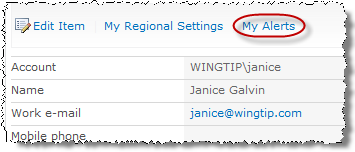 Edit Item My Regional Settings My Alerts
Account WINGTIP\janice
Name Janice Galvin
Work e-mail janice@wingtip.com
Mobile phone